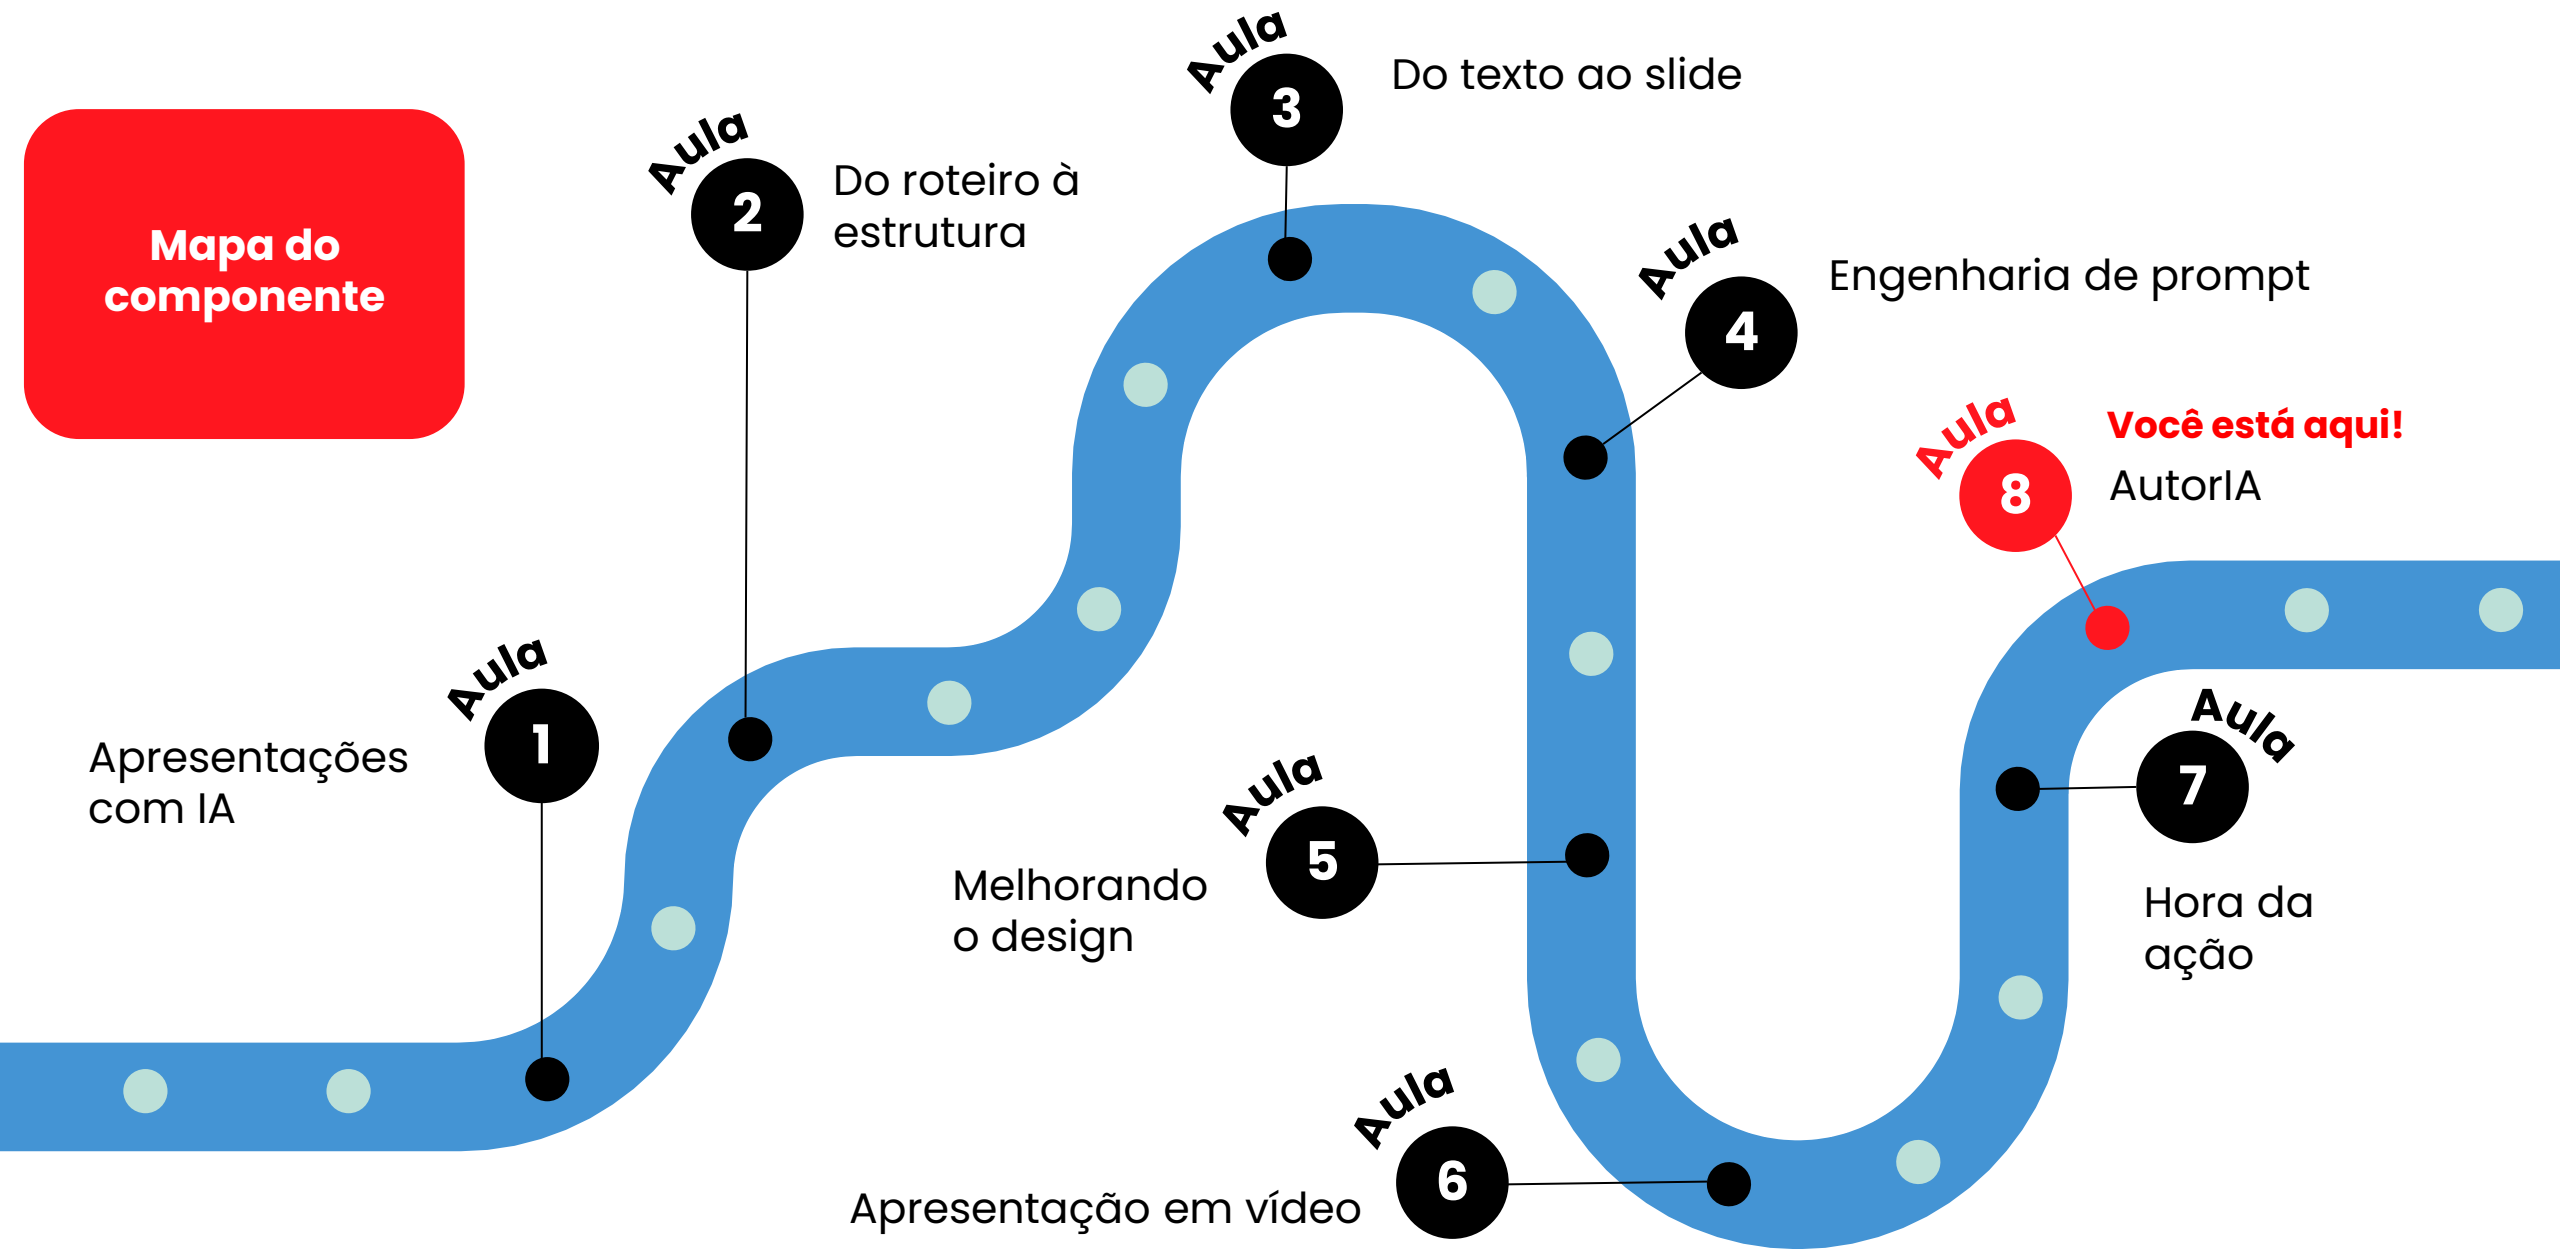 Mapa do
componente
Aula
1
Apresentações
com IA
Aula
2
Do roteiro à
estrutura
Aula
3
Do texto ao slide
Aula
4
Engenharia de prompt
Aula
5
Melhorando
o design
Aula
6
Apresentação em vídeo
Aula
7
Hora da
ação
Aula
8
Você está aqui!
AutorIA